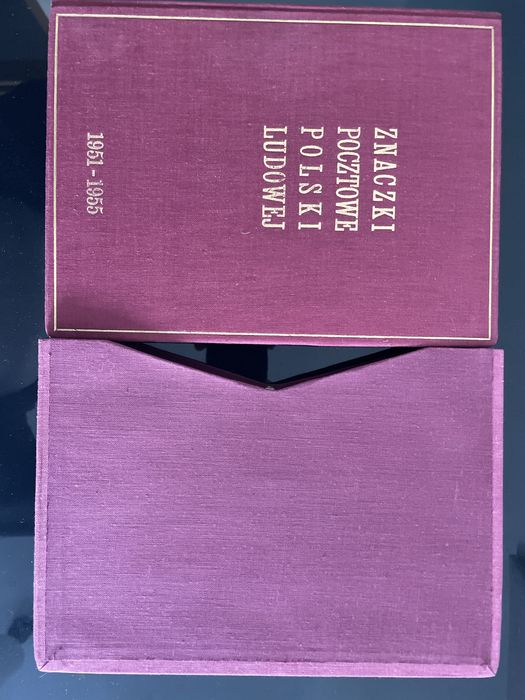 ZNACZKI
POCZTOWE
POLSKI
LUDOWEJ
1951-1955